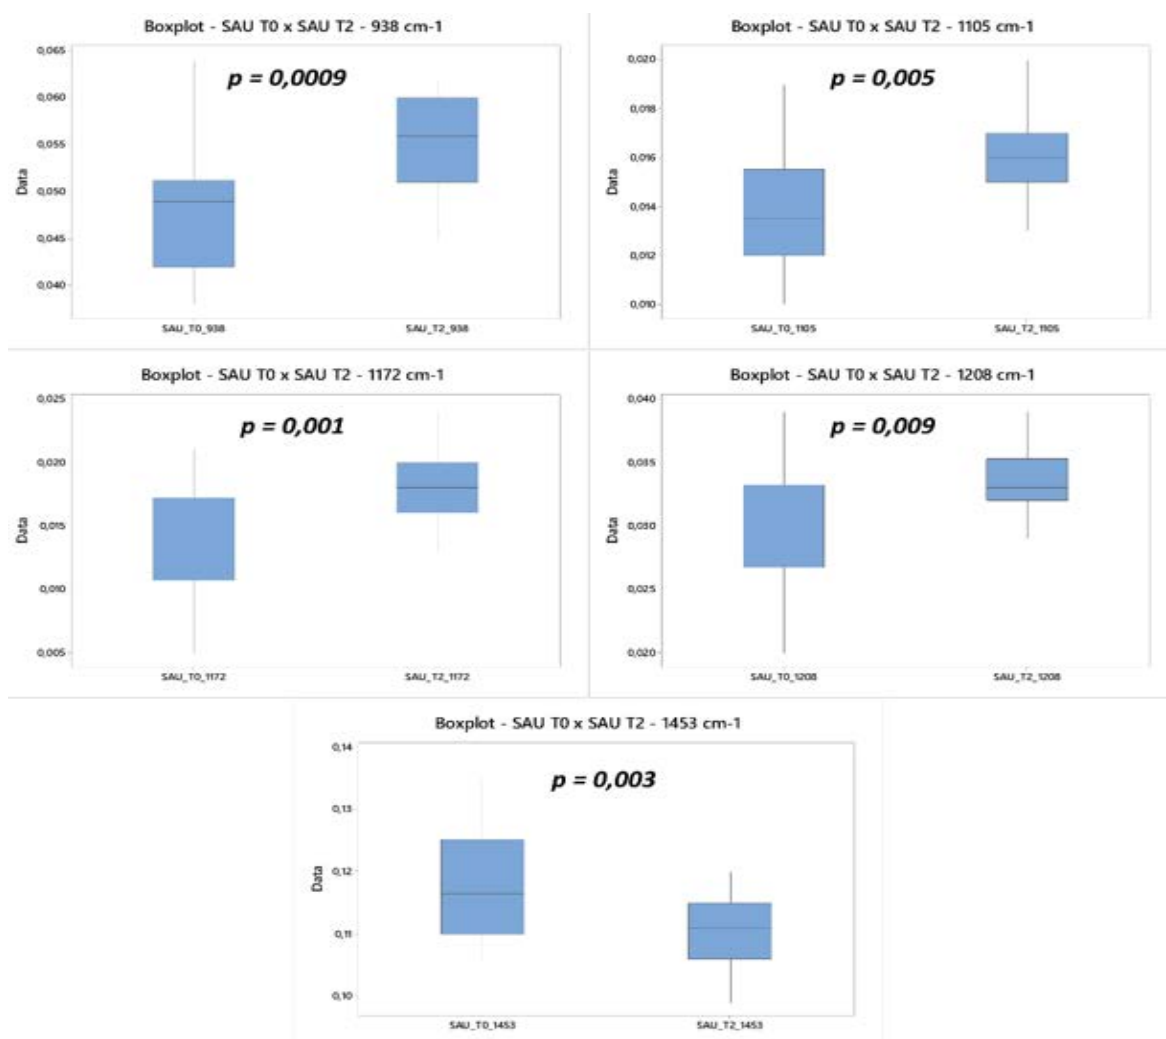 Boxplot - SAU T0 x SAU T2 - 938 cm-1
p = 0,0009
Data
0,065
0,060
0,055
0,050
0,045
0,040
SAU_T0_938
SAU_T2_938
Boxplot - SAU T0 x SAU T2 - 1105 cm-1
p = 0,005
Data
0,020
0,018
0,016
0,014
0,012
0,010
SAU_T0_1105
SAU_T2_1105
Boxplot - SAU T0 x SAU T2 - 1172 cm-1
p = 0,001
Data
0,025
0,020
0,015
0,010
0,005
SAU_T0_1172
SAU_T2_1172
Boxplot - SAU T0 x SAU T2 - 1208 cm-1
p = 0,009
Data
0,040
0,035
0,030
0,025
0,020
SAU_T0_1208
SAU_T2_1208
Boxplot - SAU T0 x SAU T2 - 1453 cm-1
p = 0,003
Data
0,14
0,13
0,12
0,11
0,10
SAU_T0_1453
SAU_T2_1453